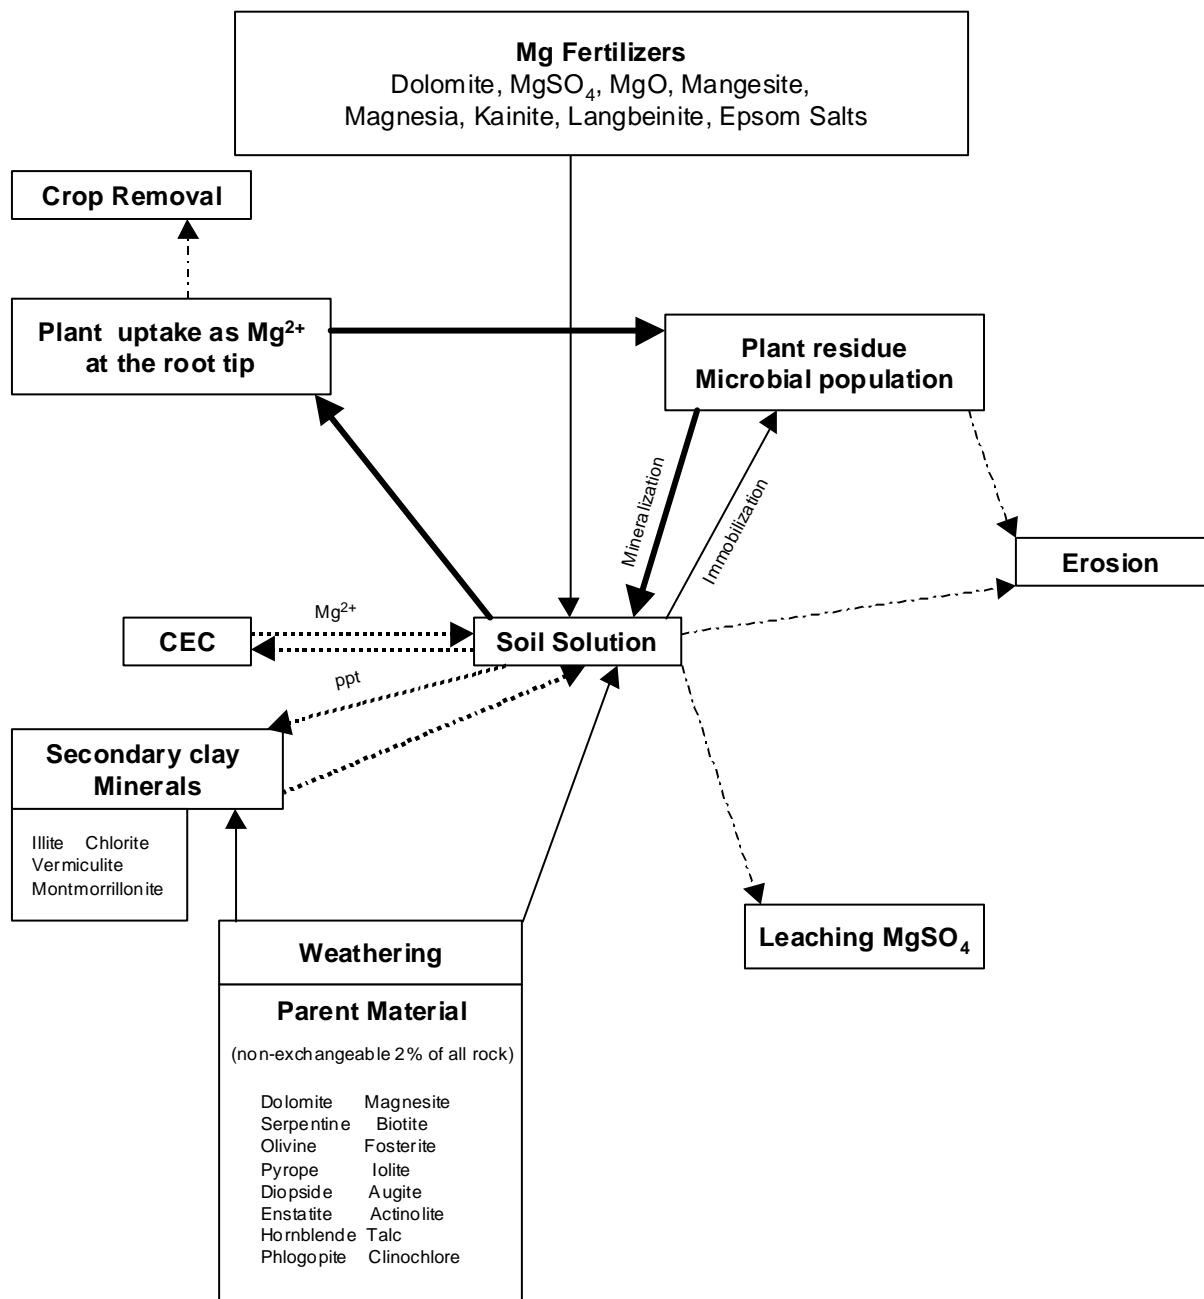 Mg Fertilizers
Dolomite, MgSO₄, MgO, Mangesite,
Magnesia, Kainite, Langbeinite, Epsom Salts
Crop Removal
Plant uptake as Mg²⁺
at the root tip
Plant residue
Microbial population
Mineralization
Immobilization
Erosion
Mg²⁺
CEC
Soil Solution
ppt
Secondary clay
Minerals
Illite Chlorite
Vermiculite
Montmorrillonite
Leaching MgSO₄
Weathering
Parent Material
(non-exchangeable 2% of all rock)
Dolomite Magnesite
Serpentine Biotite
Olivine Fosterite
Pyrope Iolite
Diopside Augite
Enstatite Actinolite
Hornblende Talc
Phlogopite Clinochlore